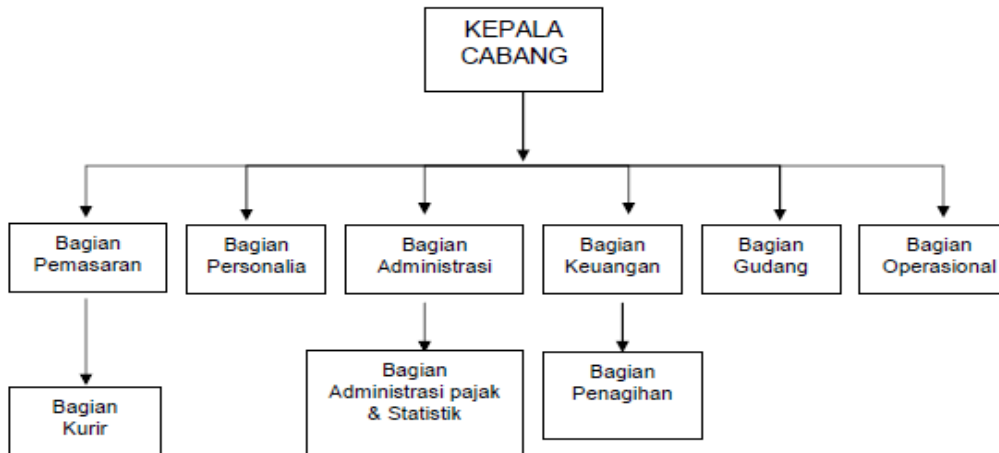 KEPALA
CABANG
Bagian
Pemasaran
Bagian
Personalia
Bagian
Administrasi
Bagian
Keuangan
Bagian
Gudang
Bagian
Operasional
Bagian
Kurir
Bagian
Administrasi pajak
& Statistik
Bagian
Penagihan